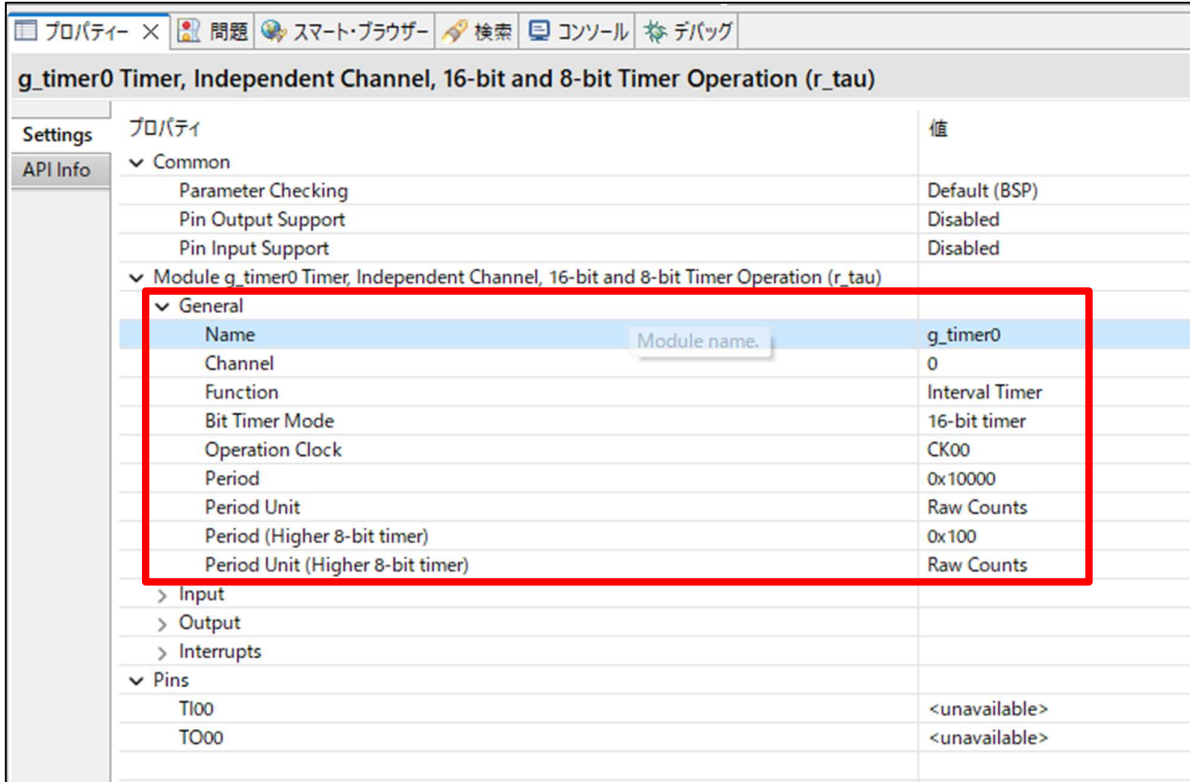 プロパティー 問題 スマート・ブラウザー 検索 コンソール デバッグ
g_timer0 Timer, Independent Channel, 16-bit and 8-bit Timer Operation (r_tau)
Settings
API Info
プロパティ 値
Common
Parameter Checking Default (BSP)
Pin Output Support Disabled
Pin Input Support Disabled
Module g_timer0 Timer, Independent Channel, 16-bit and 8-bit Timer Operation (r_tau)
General
Name Module name. g_timer0
Channel 0
Function Interval Timer
Bit Timer Mode 16-bit timer
Operation Clock CK00
Period 0x10000
Period Unit Raw Counts
Period (Higher 8-bit timer) 0x100
Period Unit (Higher 8-bit timer) Raw Counts
Input
Output
Interrupts
Pins
TI00 <unavailable>
TO00 <unavailable>